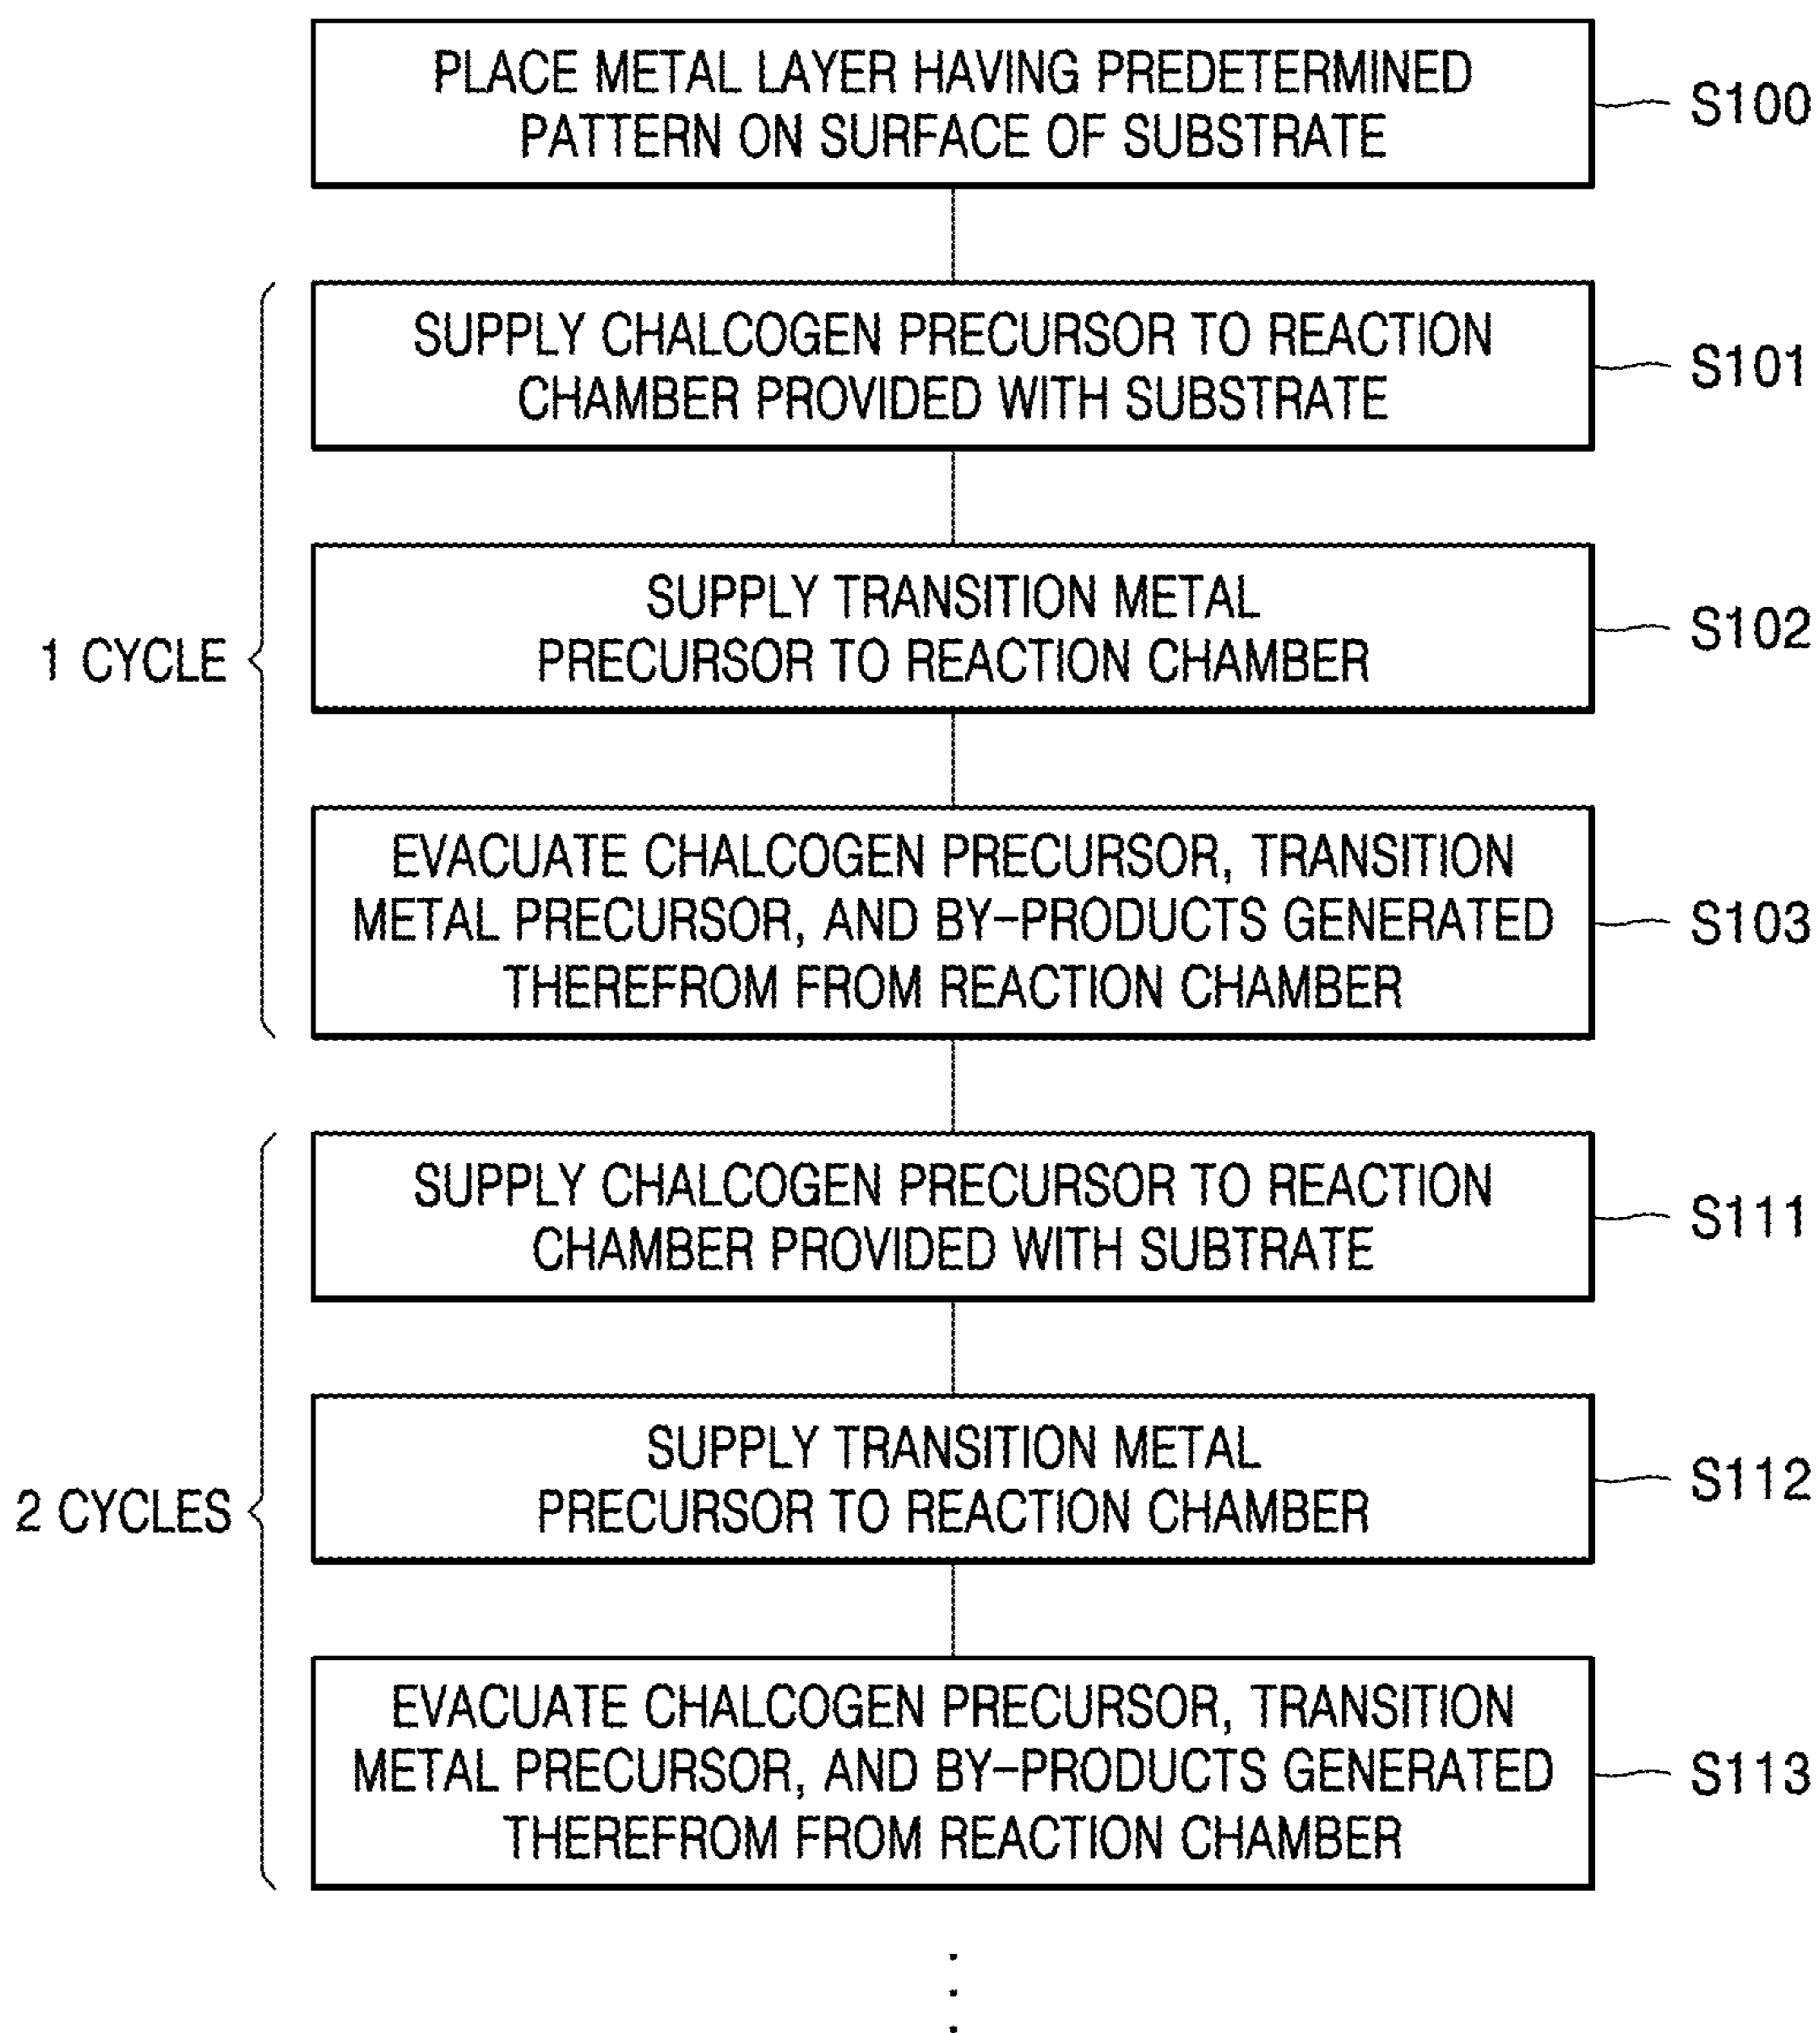 PLACE METAL LAYER HAVING PREDETERMINED
PATTERN ON SURFACE OF SUBSTRATE
S100
SUPPLY CHALCOGEN PRECURSOR TO REACTION
CHAMBER PROVIDED WITH SUBSTRATE
S101
1 CYCLE
SUPPLY TRANSITION METAL
PRECURSOR TO REACTION CHAMBER
S102
EVACUATE CHALCOGEN PRECURSOR, TRANSITION
METAL PRECURSOR, AND BY-PRODUCTS GENERATED
THEREFROM FROM REACTION CHAMBER
S103
SUPPLY CHALCOGEN PRECURSOR TO REACTION
CHAMBER PROVIDED WITH SUBTRATE
S111
2 CYCLES
SUPPLY TRANSITION METAL
PRECURSOR TO REACTION CHAMBER
S112
EVACUATE CHALCOGEN PRECURSOR, TRANSITION
METAL PRECURSOR, AND BY-PRODUCTS GENERATED
THEREFROM FROM REACTION CHAMBER
S113